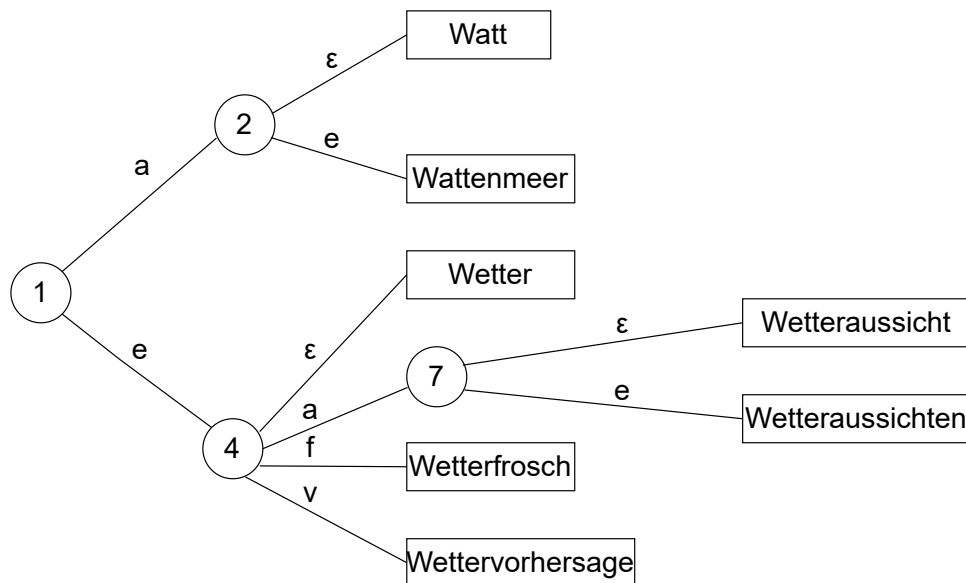 Watt
ε
2
e
a
Wattenmeer
Wetter
1
Wetteraussicht
ε
e
ε
7
e
a
Wetteraussichten
4
f
Wetterfrosch
v
Wettervorhersage